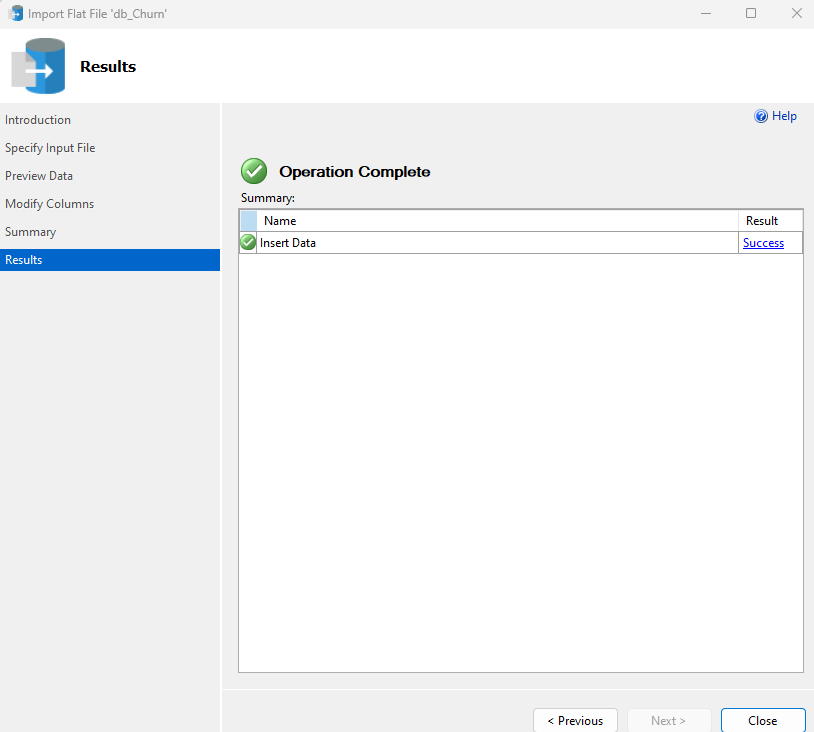 Import Flat File 'db_Churn'
Results
Introduction
Specify Input File
Preview Data
Modify Columns
Summary
Results
Help
Operation Complete
Summary:
Name Result
Insert Data Success
< Previous Next > Close